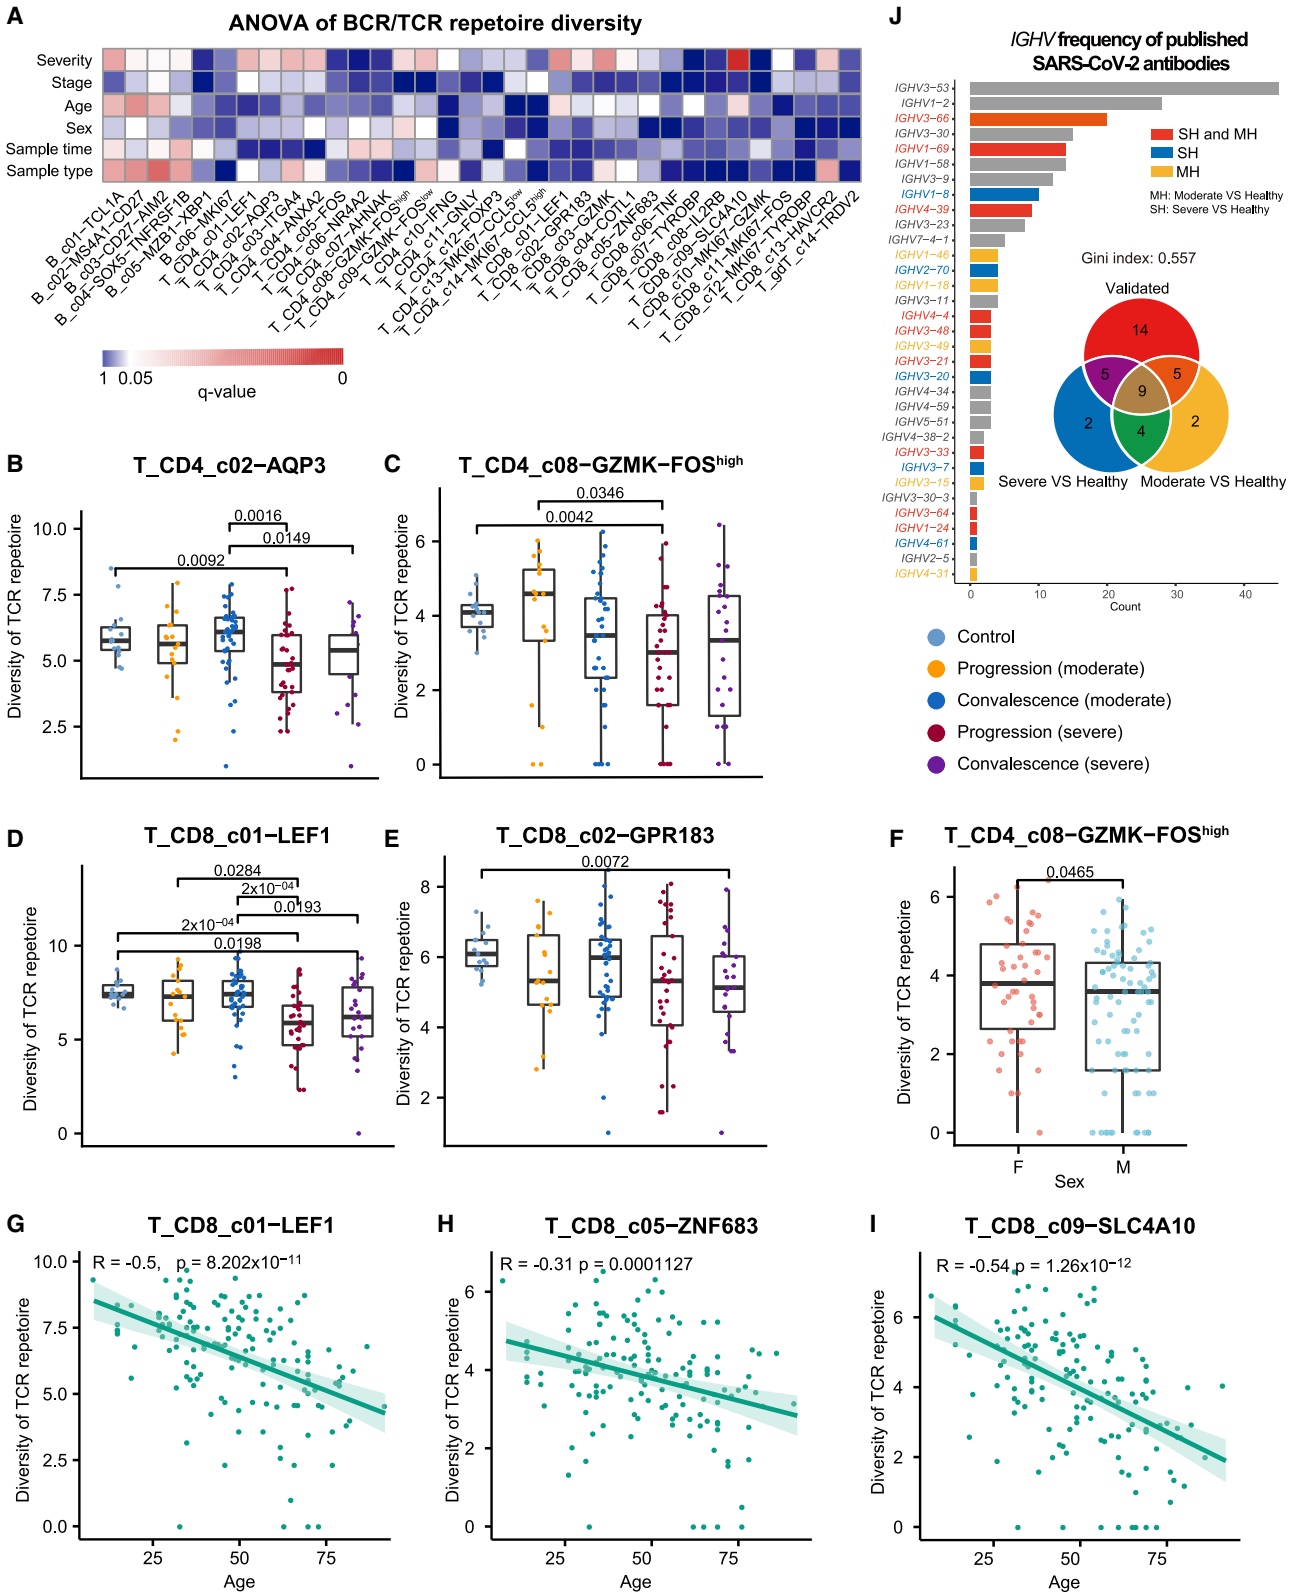 A
ANOVA of BCR/TCR repetoire diversity
Severity
Stage
Age
Sex
Sample time
Sample type
B_c01−TCL1A
B_c02−MS4A1−CD27
B_c03−CD27−AIM2
B_c04−SOX5−TNFRSF1B
B_c05−MZB1−XBP1
B_c06−MKI67
T_CD4_c01−LEF1
T_CD4_c02−AQP3
T_CD4_c03−ITGA4
T_CD4_c04−ANXA2
T_CD4_c05−FOS
T_CD4_c06−NR4A2
T_CD4_c07−AHNAK
T_CD4_c08−GZMK−FOShigh
T_CD4_c09−GZMK−FOSlow
T_CD4_c10−IFNG
T_CD4_c11−GNLY
T_CD4_c12−FOXP3
T_CD4_c13−MKI67−CCL5low
T_CD4_c14−MKI67−CCL5high
T_CD8_c01−LEF1
T_CD8_c02−GPR183
T_CD8_c03−GZMK
T_CD8_c04−COTL1
T_CD8_c05−ZNF683
T_CD8_c06−TNF
T_CD8_c07−TYROBP
T_CD8_c08−IL2RB
T_CD8_c09−SLC4A10
T_CD8_c10−MKI67−GZMK
T_CD8_c11−MKI67−FOS
T_CD8_c12−MKI67−TYROBP
T_CD8_c13−HAVCR2
T_gdT_c14−TRDV2
1 0.05 0
q-value
J
IGHV frequency of published
SARS-CoV-2 antibodies
IGHV3−53
IGHV1−2
IGHV3−66
IGHV3−30
IGHV1−69
IGHV1−58
IGHV3−9
IGHV1−8
IGHV4−39
IGHV3−23
IGHV7−4−1
IGHV1−46
IGHV2−70
IGHV1−18
IGHV3−11
IGHV4−4
IGHV3−48
IGHV3−49
IGHV3−21
IGHV3−20
IGHV4−34
IGHV4−59
IGHV5−51
IGHV4−38−2
IGHV3−33
IGHV3−7
IGHV3−15
IGHV3−30−3
IGHV3−64
IGHV1−24
IGHV4−61
IGHV2−5
IGHV4−31
0 10 20 30 40
Count
SH and MH
SH
MH
MH: Moderate VS Healthy
SH: Severe VS Healthy
Gini index: 0,557
Validated
14
5 5
9
2 4 2
Severe VS Healthy Moderate VS Healthy
Control
Progression (moderate)
Convalescence (moderate)
Progression (severe)
Convalescence (severe)
B
T_CD4_c02−AQP3
Diversity of TCR repetoire
10.0
7.5
5.0
2.5
0.0016
0.0149
0.0092
C
T_CD4_c08−GZMK−FOShigh
Diversity of TCR repetoire
6
4
2
0
0.0346
0.0042
D
T_CD8_c01−LEF1
Diversity of TCR repetoire
10
5
0
0.0284
2x10−04
0.0193
2x10−04
0.0198
E
T_CD8_c02−GPR183
Diversity of TCR repetoire
8
6
4
2
0.0072
F
T_CD4_c08−GZMK−FOShigh
Diversity of TCR repetoire
6
4
2
0
0.0465
F M
Sex
G
T_CD8_c01−LEF1
R = -0.5, p = 8.202x10−11
Diversity of TCR repetoire
10.0
7.5
5.0
2.5
0.0
25 50 75
Age
H
T_CD8_c05−ZNF683
R = -0.31 p = 0.0001127
Diversity of TCR repetoire
6
4
2
0
25 50 75
Age
I
T_CD8_c09−SLC4A10
R = -0.54 p = 1.26x10−12
Diversity of TCR repetoire
6
4
2
0
25 50 75
Age